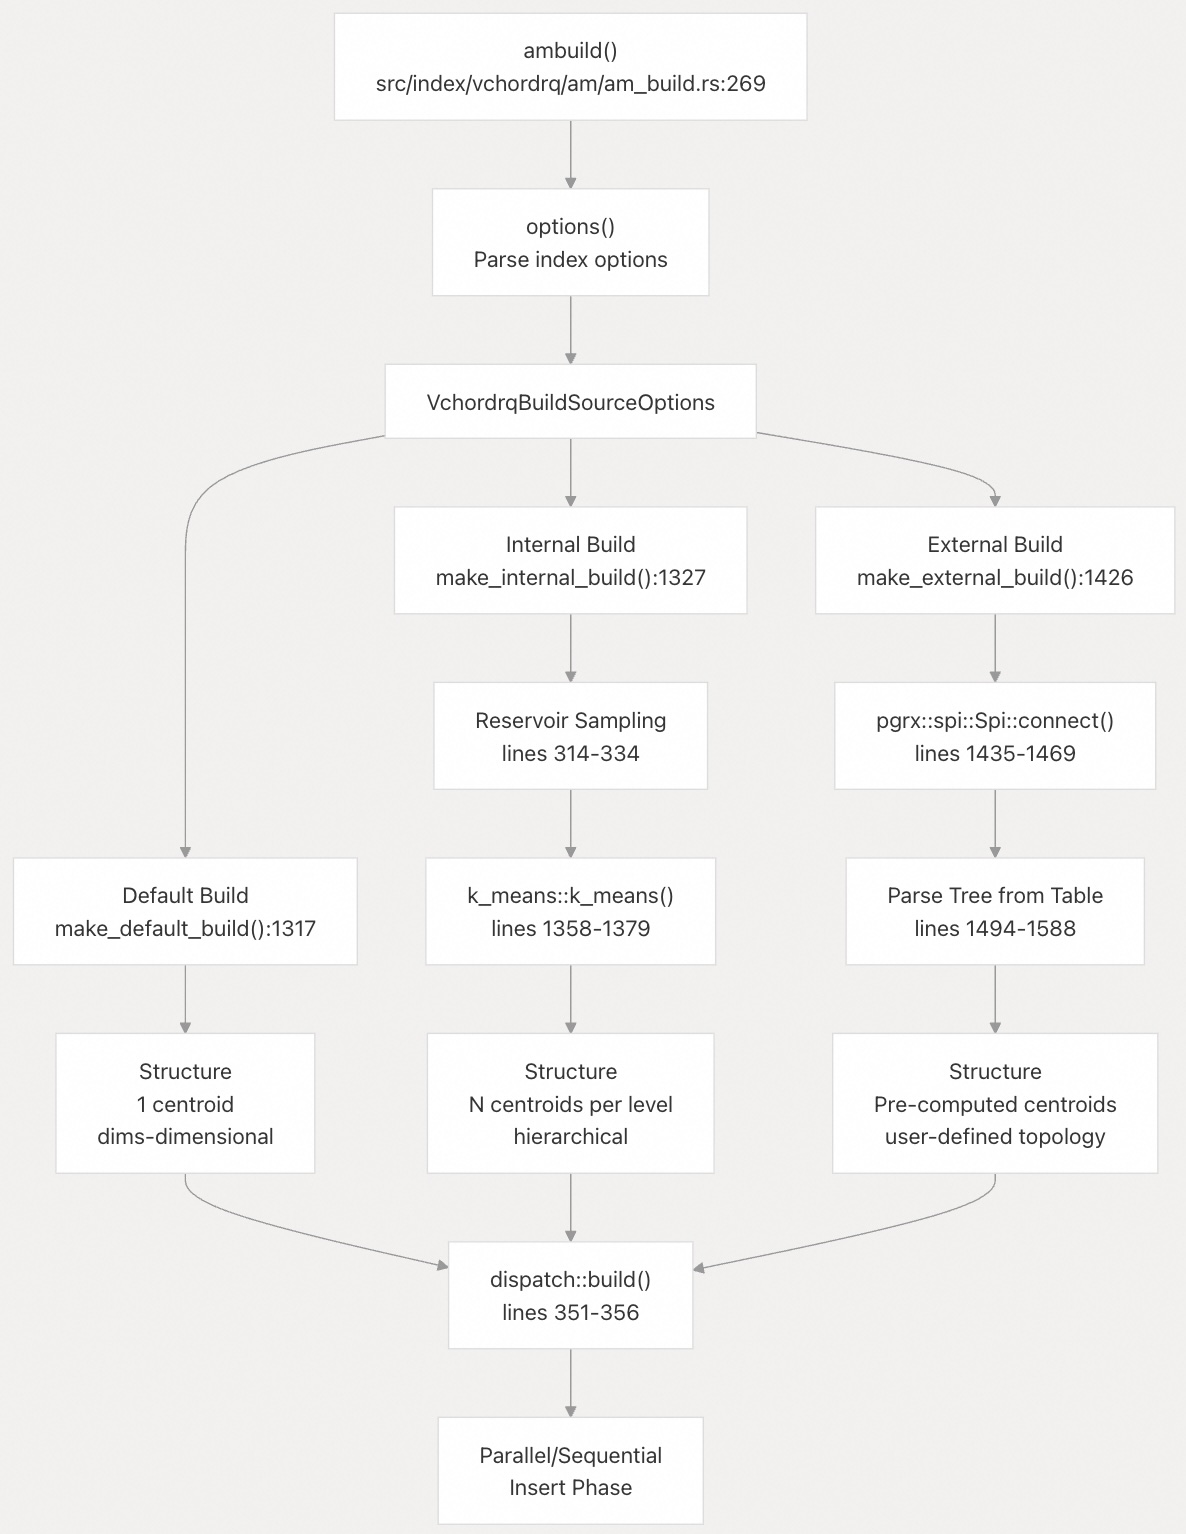 ambuild()
src/index/vchordrq/am/am_build.rs:269
options()
Parse index options
VchordrqBuildSourceOptions
Internal Build
make_internal_build():1327
External Build
make_external_build():1426
Reservoir Sampling
lines 314-334
pgrx::spi::Spi::connect()
lines 1435-1469
Default Build
make_default_build():1317
k_means::k_means()
lines 1358-1379
Parse Tree from Table
lines 1494-1588
Structure
1 centroid
dims-dimensional
Structure
N centroids per level
hierarchical
Structure
Pre-computed centroids
user-defined topology
dispatch::build()
lines 351-356
Parallel/Sequential
Insert Phase